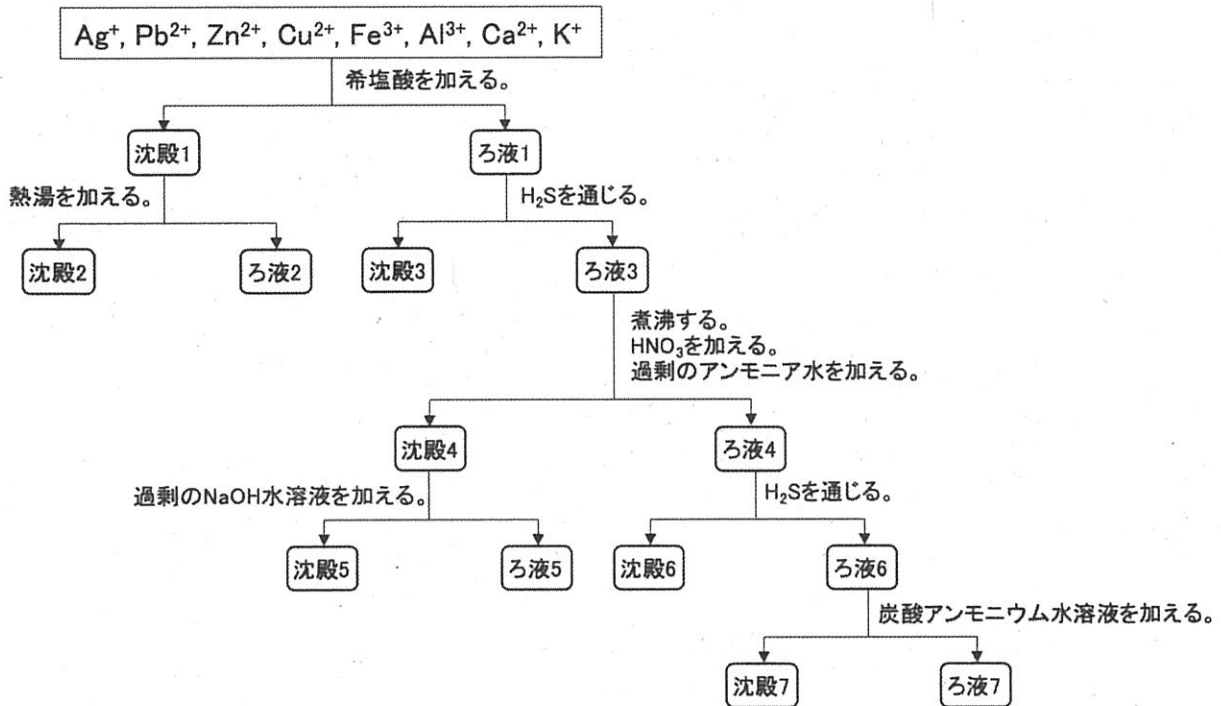 Ag⁺, Pb²⁺, Zn²⁺, Cu²⁺, Fe³⁺, Al³⁺, Ca²⁺, K⁺
希塩酸を加える。
沈殿1
ろ液1
熱湯を加える。
H₂Sを通じる。
沈殿2
ろ液2
沈殿3
ろ液3
煮沸する。
HNO₃を加える。
過剰のアンモニア水を加える。
沈殿4
ろ液4
過剰のNaOH水溶液を加える。
H₂Sを通じる。
沈殿5
ろ液5
沈殿6
ろ液6
炭酸アンモニウム水溶液を加える。
沈殿7
ろ液7